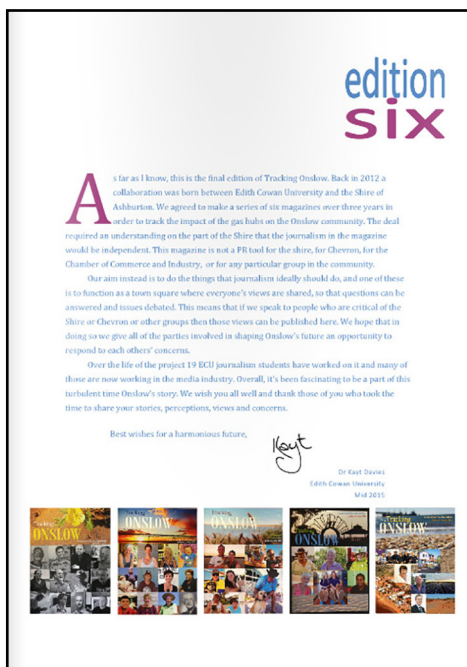 edition
six
As far as I know, this is the final edition of Tracking Onslow. Back in 2012 a
collaboration was born between Edith Cowan University and the Shire of
Ashburton. We agreed to make a series of six magazines over three years in
order to track the impact of the gas hubs on the Onslow community. The deal
required an understanding on the part of the Shire that the journalism in the magazine
would be independent. This magazine is not a PR tool for the shire, for Chevron, for the
Chamber of Commerce and Industry, or for any particular group in the community.
Our aim instead is to do the things that journalism ideally should do, and one of these
is to function as a town square where everyone's views are shared, so that questions can be
answered and issues debated. This means that if we speak to people who are critical of the
Shire or Chevron or other groups then those views can be published here. We hope that in
doing so we give all of the parties involved in shaping Onslow's future an opportunity to
respond to each others' concerns.
Over the life of the project 19 ECU journalism students have worked on it and many of
those are now working in the media industry. Overall, it's been fascinating to be a part of this
turbulent time Onslow's story. We wish you all well and thank those of you who took the
time to share your stories, perceptions, views and concerns.
Best wishes for a harmonious future,
Kayt
Dr Kayt Davies
Edith Cowan University
Mid 2015
Tracking
ONSLOW
Tracking
ONSLOW
Tracking
ONSLOW
Tracking
ONSLOW
Tracking
ONSLOW